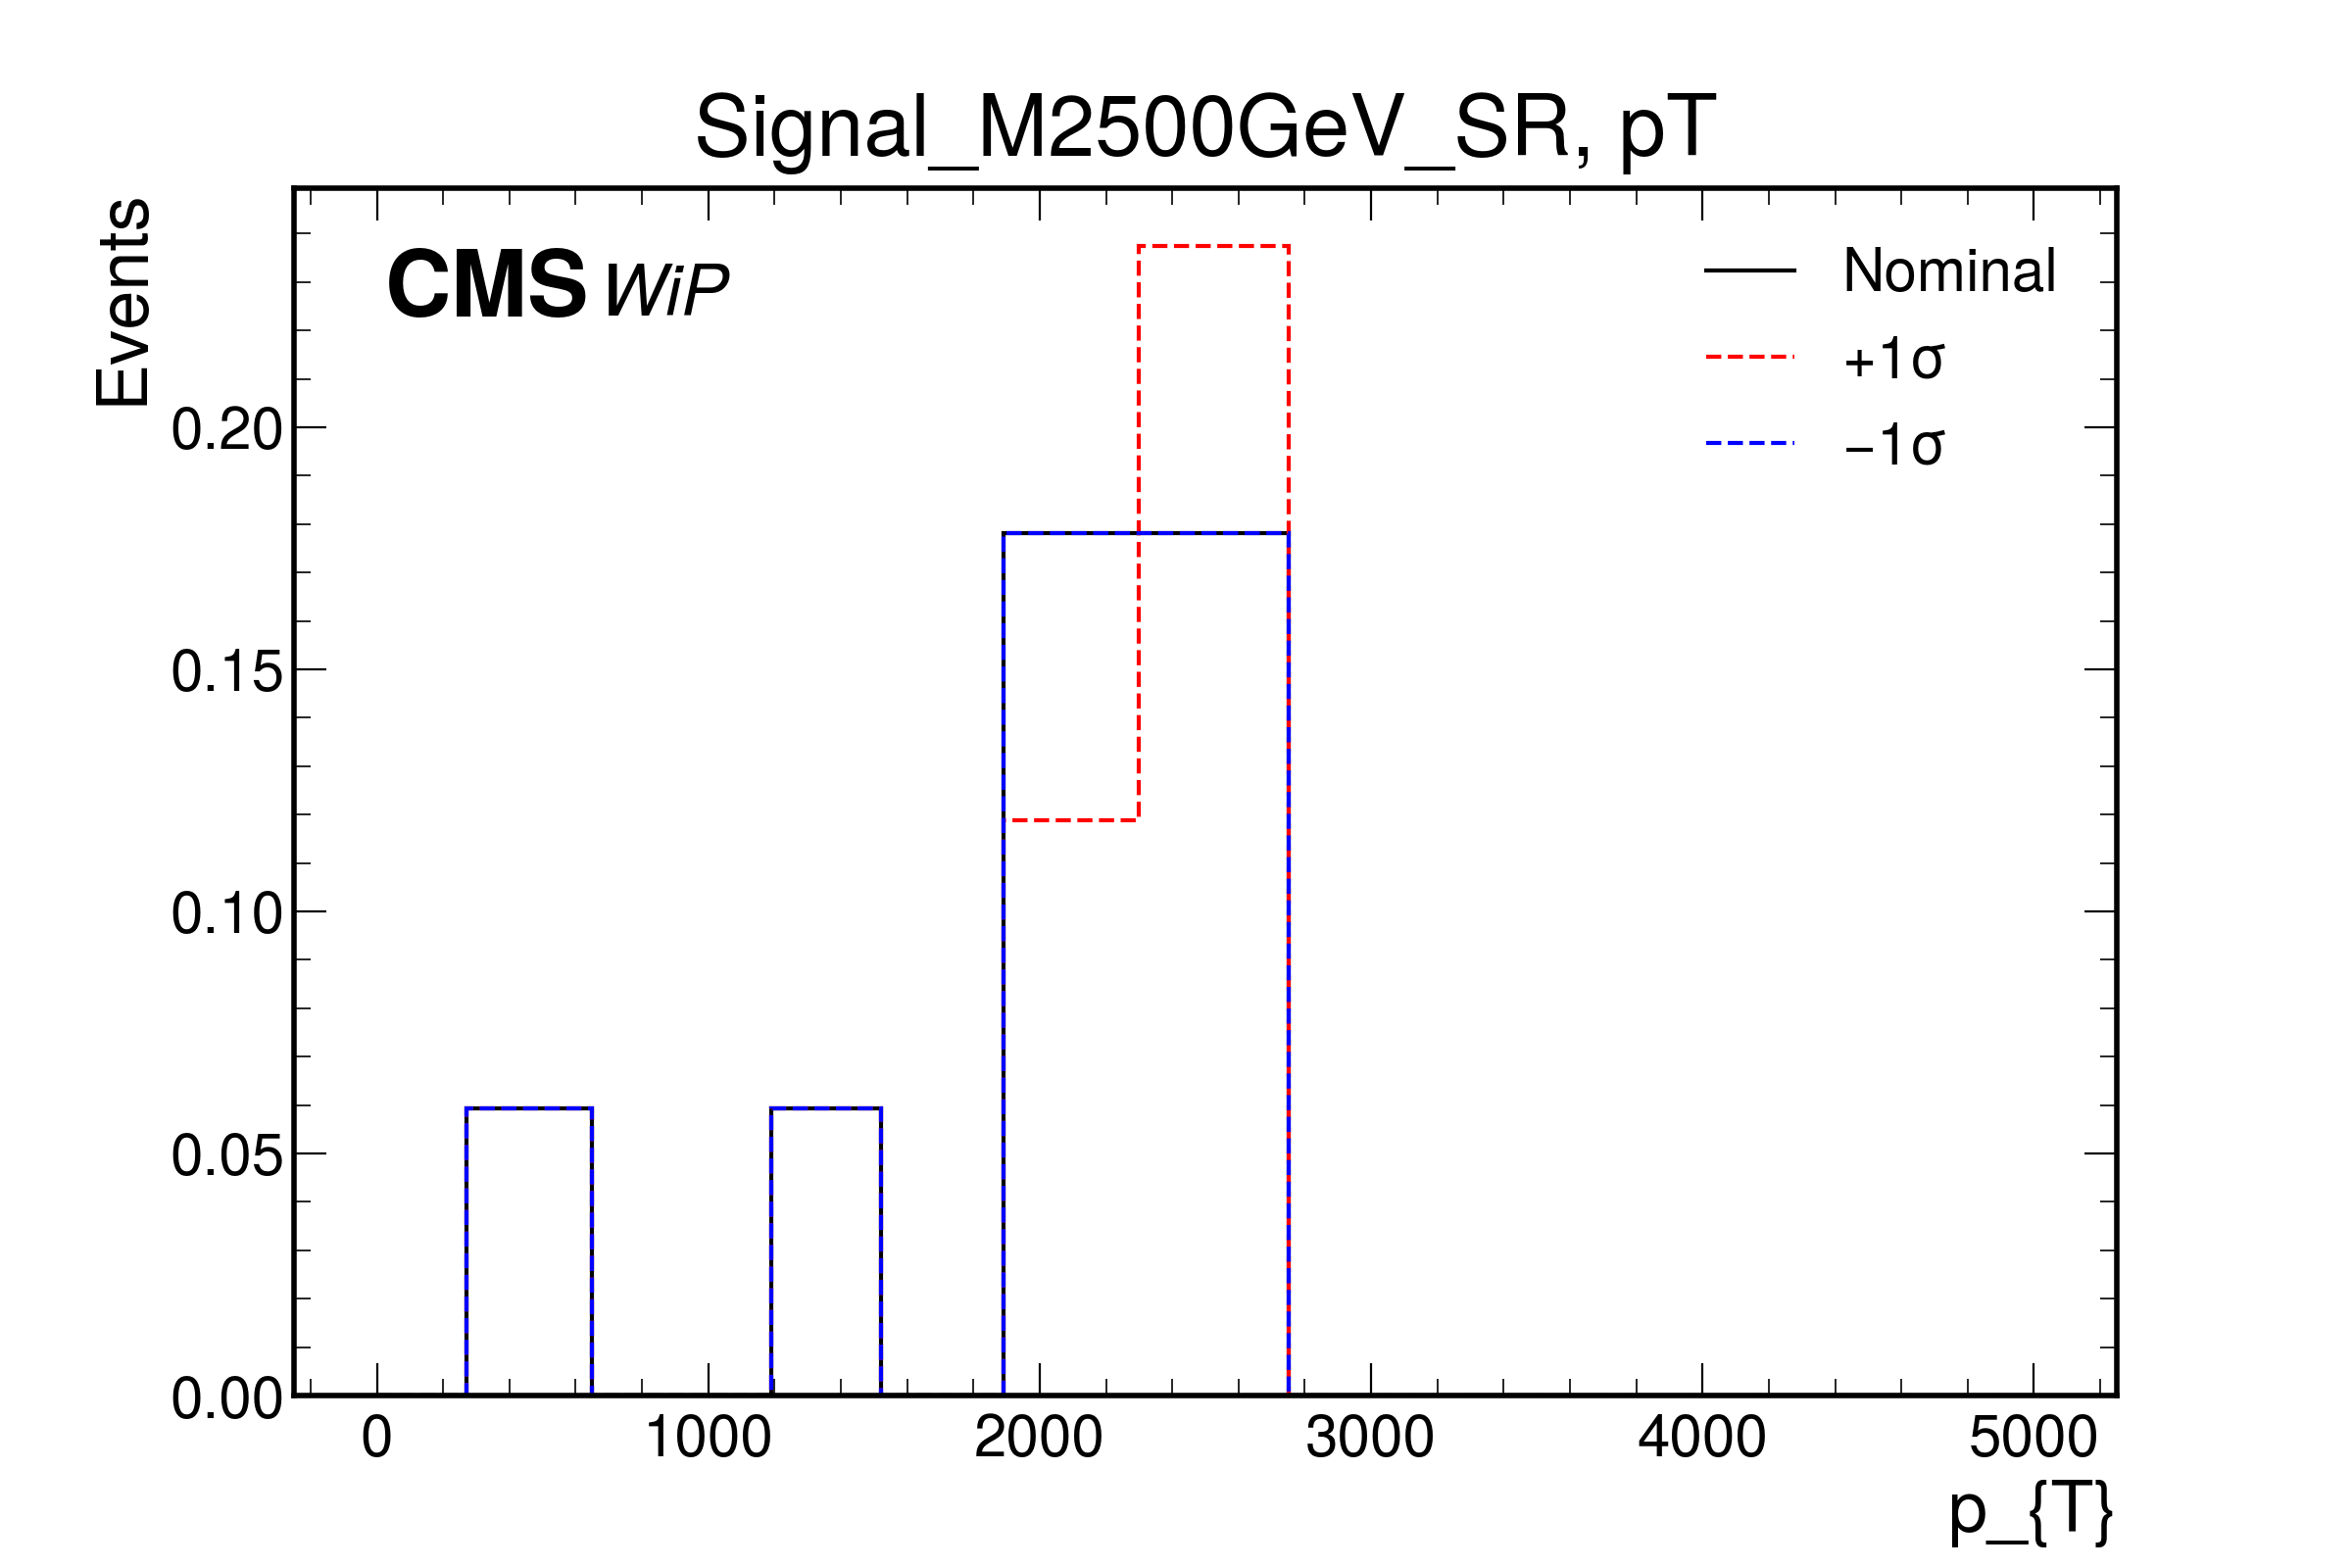 Signal_M2500GeV_SR, pT
Events
CMS WiP
Nominal
+1σ
−1σ
0.20
0.15
0.10
0.05
0.00
0 1000 2000 3000 4000 5000
p_{T}